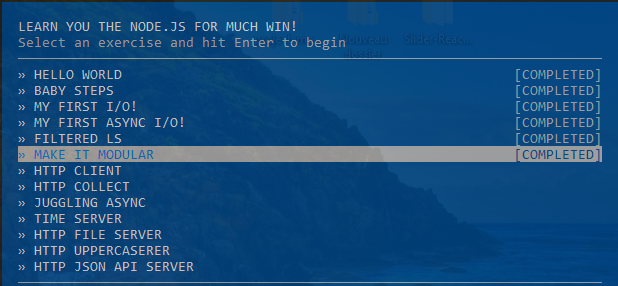 LEARN YOU THE NODE.JS FOR MUCH WIN!
Select an exercise and hit Enter to begin
» HELLO WORLD [COMPLETED]
» BABY STEPS [COMPLETED]
» MY FIRST I/O! [COMPLETED]
» MY FIRST ASYNC I/O! [COMPLETED]
» FILTERED LS [COMPLETED]
» MAKE IT MODULAR [COMPLETED]
» HTTP CLIENT
» HTTP COLLECT
» JUGGLING ASYNC
» TIME SERVER
» HTTP FILE SERVER
» HTTP UPPERCASERER
» HTTP JSON API SERVER